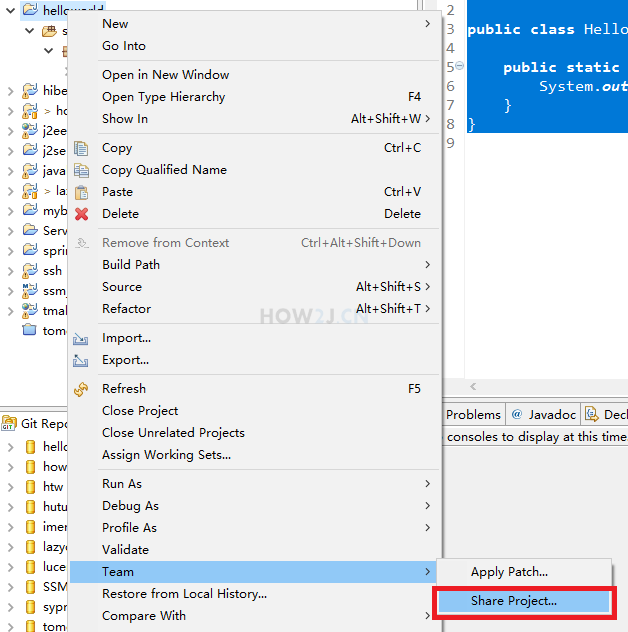 helloworld
New
Go Into
Open in New Window
Open Type Hierarchy F4
Show In Alt+Shift+W
Copy Ctrl+C
Copy Qualified Name
Paste Ctrl+V
Delete Delete
Remove from Context Ctrl+Alt+Shift+Down
Build Path
Source Alt+Shift+S
Refactor Alt+Shift+T
Import...
Export...
Refresh F5
Close Project
Close Unrelated Projects
Assign Working Sets...
Run As
Debug As
Profile As
Validate
Team
Restore from Local History...
Compare With
Apply Patch...
Share Project...
s
hibe
> ho
j2ee
j2se
java
> la
myb
Serv
sprin
ssh
ssm
tmal
tomc
Git Repo
hello
how
htw
hutu
imer
lazyo
lucer
SSM
sypr
tomc
2
3 public class Hello
4
5 public static
6 System.out
7 }
8 }
9
HOW2J.CN
Problems @ Javadoc Decl
consoles to display at this time.